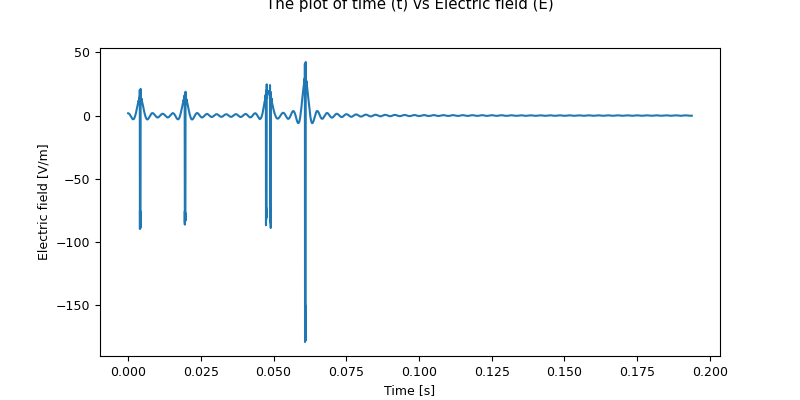 The plot of time (t) vs Electric field (E)
50
0
−50
−100
−150
Electric field [V/m]
0.000 0.025 0.050 0.075 0.100 0.125 0.150 0.175 0.200
Time [s]